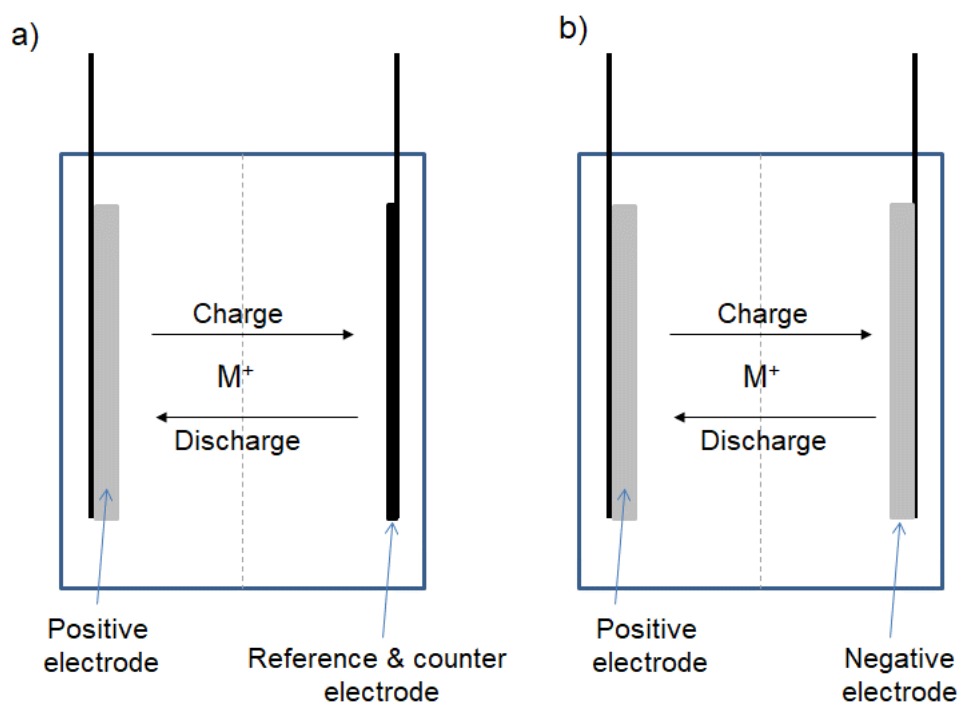 a)
Charge
M⁺
Discharge
Positive
electrode
Reference & counter
electrode
b)
Charge
M⁺
Discharge
Positive
electrode
Negative
electrode